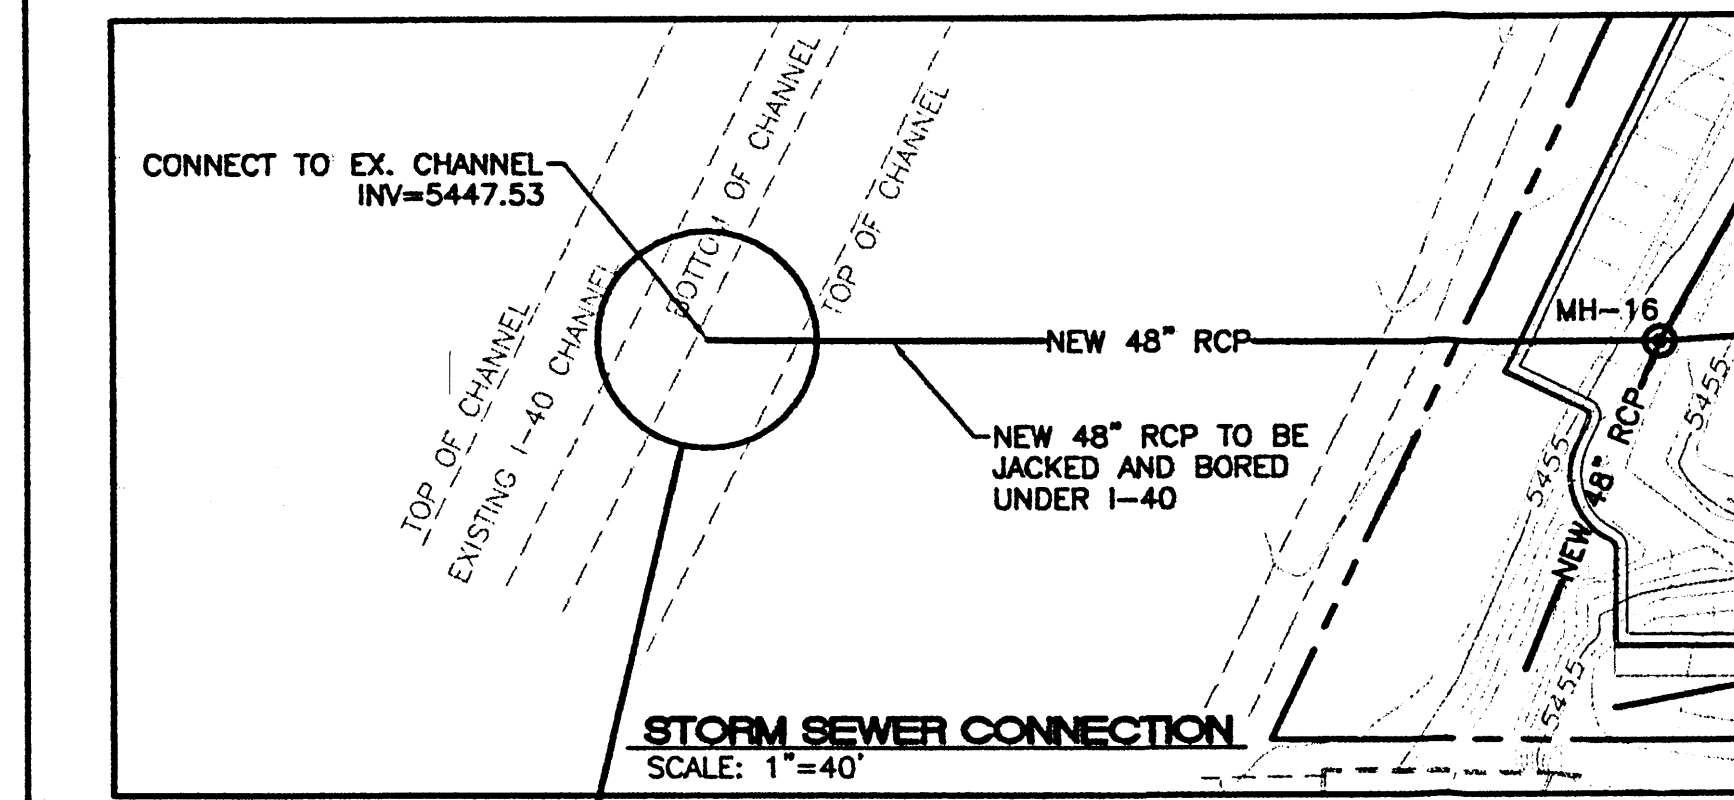 CONNECT TO EX. CHANNEL
INV=5447.53
TOP OF CHANNEL
EXISTING I-40 CHANNEL
BOTTOM OF CHANNEL
TOP OF CHANNEL
NEW 48" RCP
MH-16
NEW 48" RCP TO BE
JACKED AND BORED
UNDER I-40
NEW 48" RCP
5455
5455
5455
STORM SEWER CONNECTION
SCALE: 1"=40'